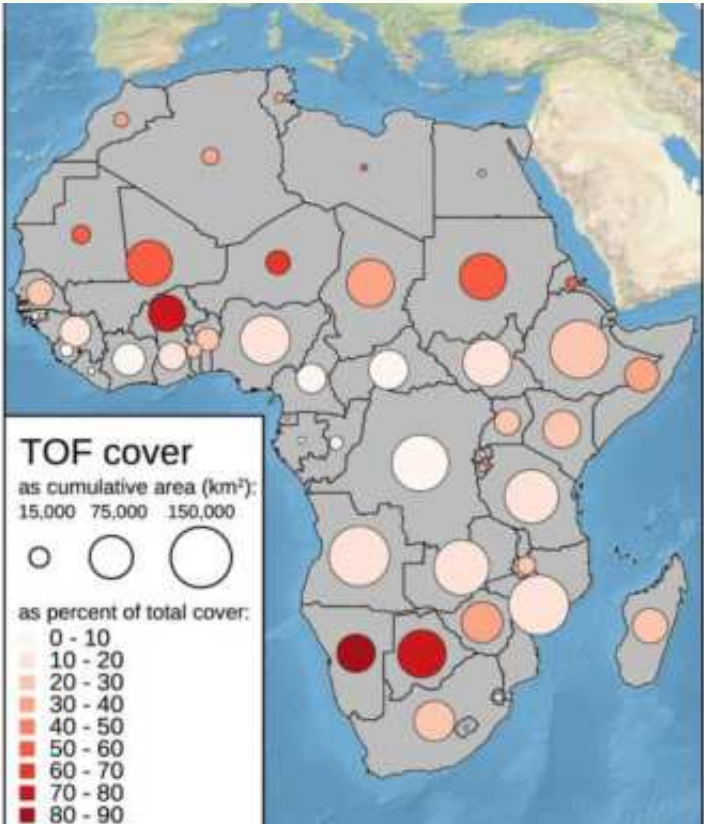 TOF cover
as cumulative area (km²):
15,000 75,000 150,000
as percent of total cover:
0 - 10
10 - 20
20 - 30
30 - 40
40 - 50
50 - 60
60 - 70
70 - 80
80 - 90